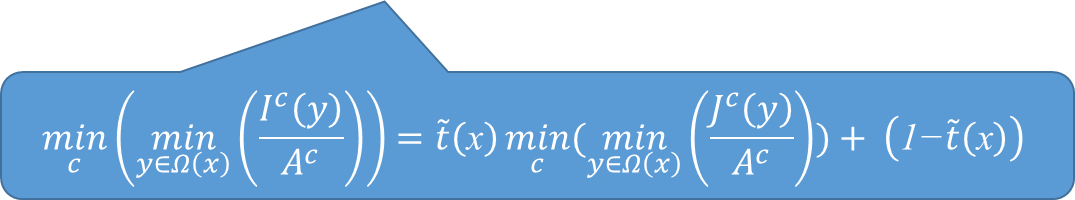 min_c ( min_{y∈Ω(x)} ( I^c(y) / A^c ) ) = t̃(x) min_c ( min_{y∈Ω(x)} ( J^c(y) / A^c ) ) + (1−t̃(x))